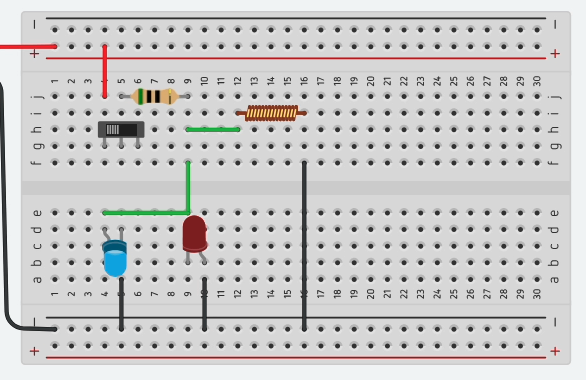 — —
+ +
1 2 3 4 5 6 7 8 9 10 11 12 13 14 15 16 17 18 19 20 21 22 23 24 25 26 27 28 29 30
j j
i i
h h
g g
f f
e e
d d
c c
b b
a a
1 2 3 4 5 6 7 8 9 10 11 12 13 14 15 16 17 18 19 20 21 22 23 24 25 26 27 28 29 30
— —
+ +